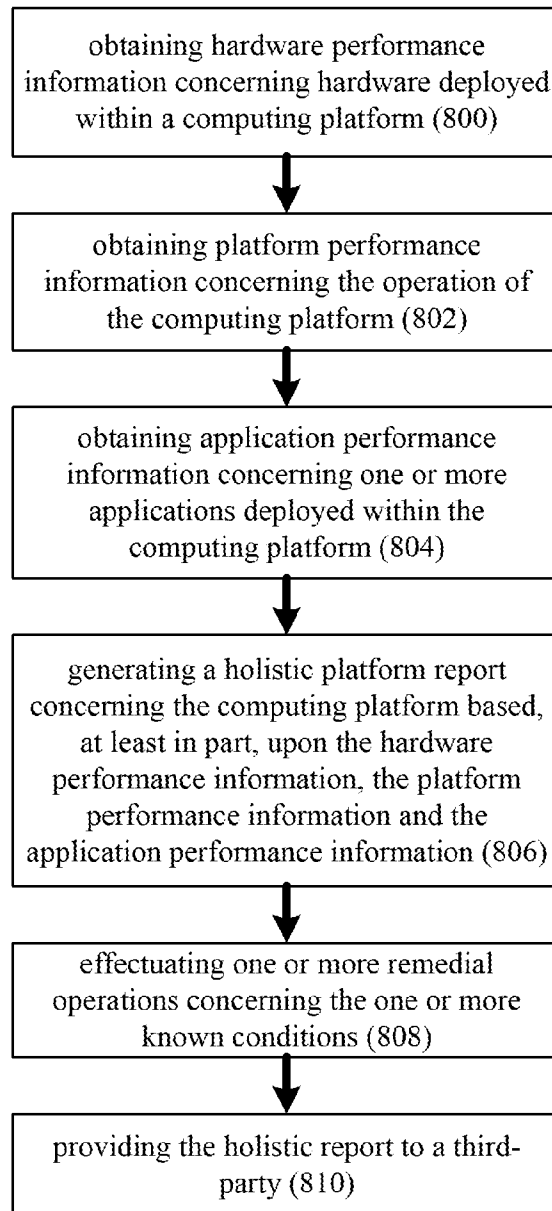 obtaining hardware performance
information concerning hardware deployed
within a computing platform (800)
obtaining platform performance
information concerning the operation of
the computing platform (802)
obtaining application performance
information concerning one or more
applications deployed within the
computing platform (804)
generating a holistic platform report
concerning the computing platform based,
at least in part, upon the hardware
performance information, the platform
performance information and the
application performance information (806)
effectuating one or more remedial
operations concerning the one or more
known conditions (808)
providing the holistic report to a third-
party (810)